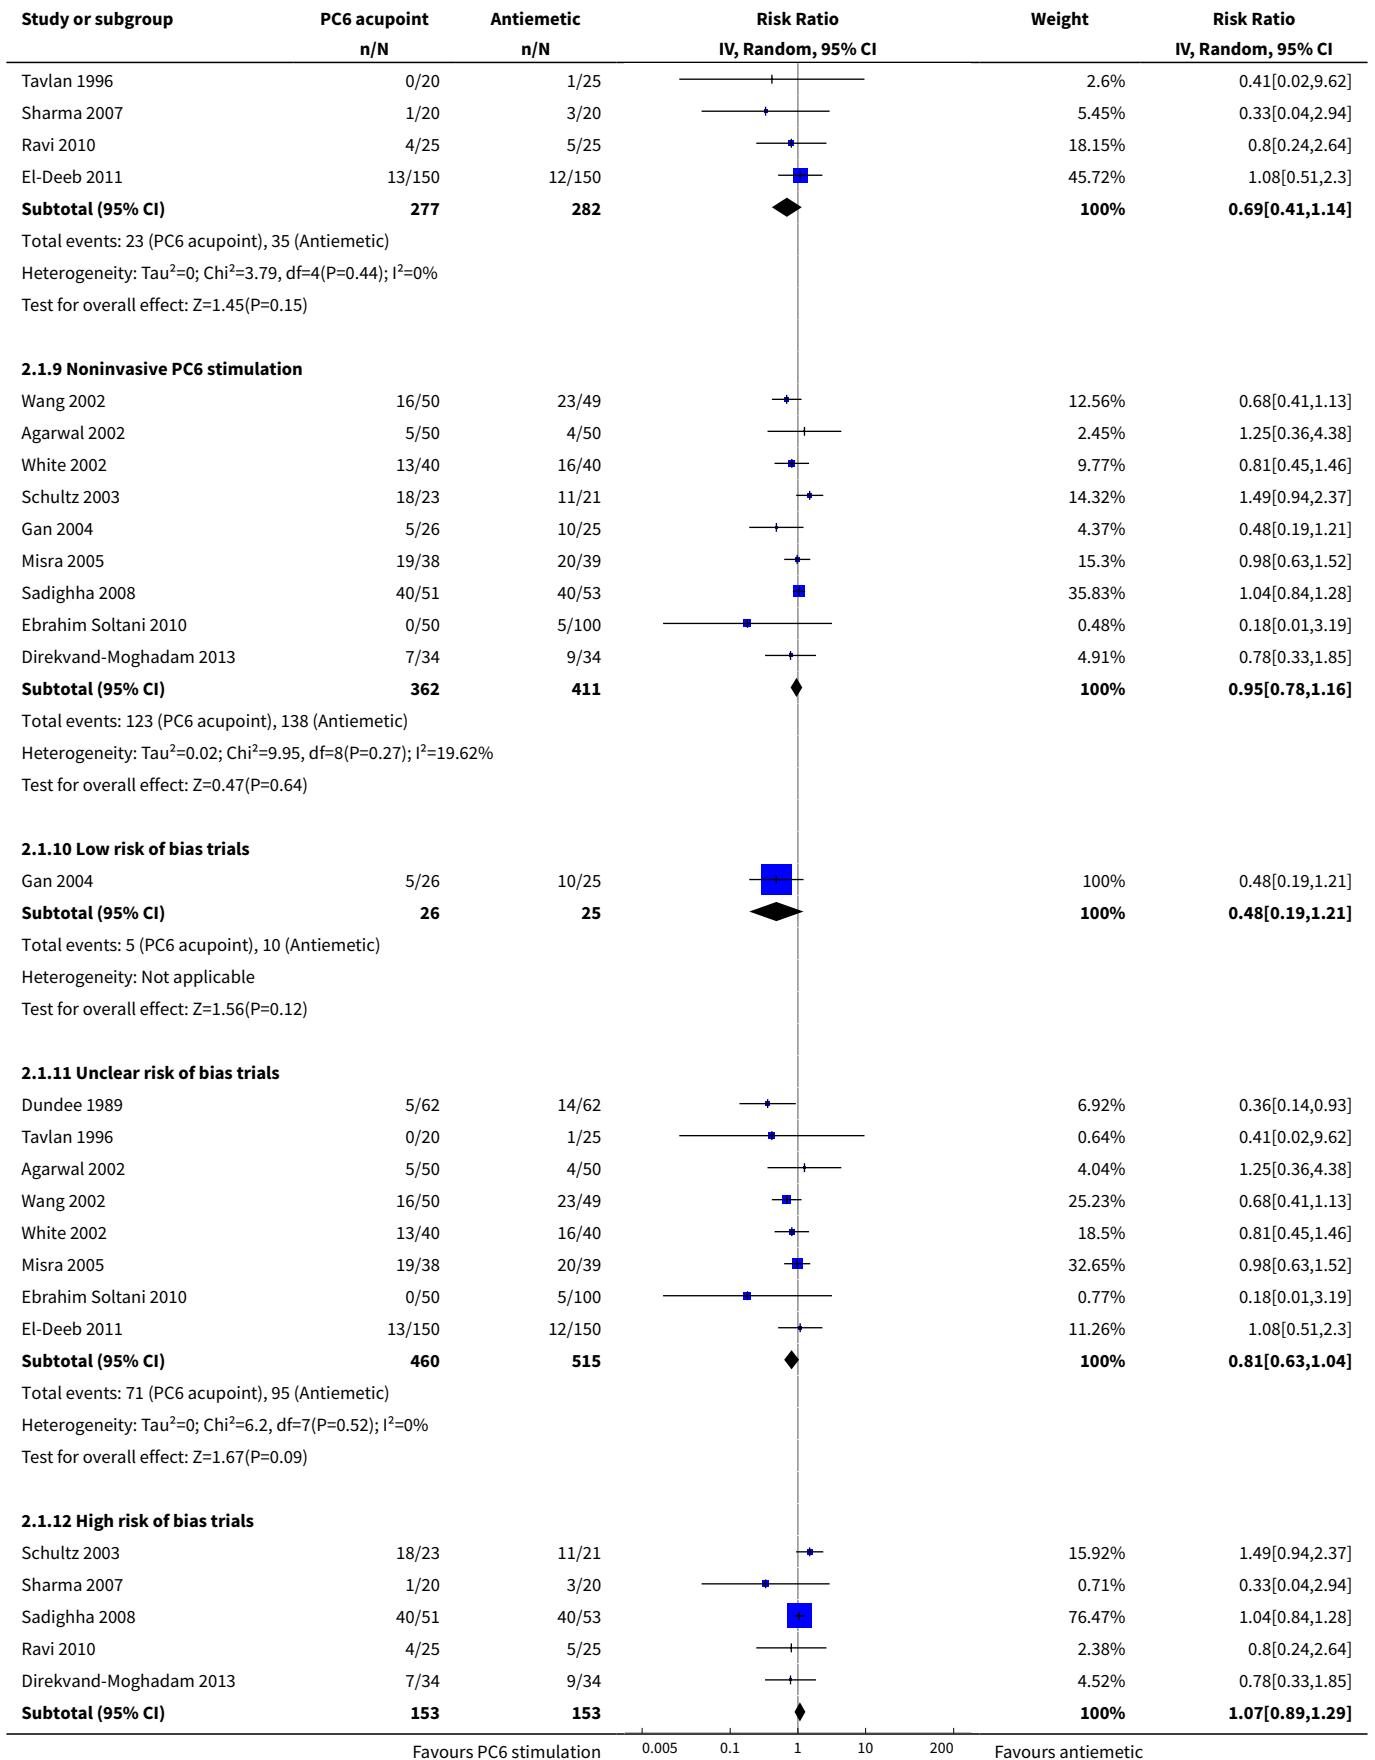 Study or subgroup PC6 acupoint Antiemetic Risk Ratio Weight Risk Ratio
n/N n/N IV, Random, 95% CI IV, Random, 95% CI
Tavlan 1996 0/20 1/25 2.6% 0.41[0.02,9.62]
Sharma 2007 1/20 3/20 5.45% 0.33[0.04,2.94]
Ravi 2010 4/25 5/25 18.15% 0.8[0.24,2.64]
El-Deeb 2011 13/150 12/150 45.72% 1.08[0.51,2.3]
Subtotal (95% CI) 277 282 100% 0.69[0.41,1.14]
Total events: 23 (PC6 acupoint), 35 (Antiemetic)
Heterogeneity: Tau²=0; Chi²=3.79, df=4(P=0.44); I²=0%
Test for overall effect: Z=1.45(P=0.15)
2.1.9 Noninvasive PC6 stimulation
Wang 2002 16/50 23/49 12.56% 0.68[0.41,1.13]
Agarwal 2002 5/50 4/50 2.45% 1.25[0.36,4.38]
White 2002 13/40 16/40 9.77% 0.81[0.45,1.46]
Schultz 2003 18/23 11/21 14.32% 1.49[0.94,2.37]
Gan 2004 5/26 10/25 4.37% 0.48[0.19,1.21]
Misra 2005 19/38 20/39 15.3% 0.98[0.63,1.52]
Sadighha 2008 40/51 40/53 35.83% 1.04[0.84,1.28]
Ebrahim Soltani 2010 0/50 5/100 0.48% 0.18[0.01,3.19]
Direkvand-Moghadam 2013 7/34 9/34 4.91% 0.78[0.33,1.85]
Subtotal (95% CI) 362 411 100% 0.95[0.78,1.16]
Total events: 123 (PC6 acupoint), 138 (Antiemetic)
Heterogeneity: Tau²=0.02; Chi²=9.95, df=8(P=0.27); I²=19.62%
Test for overall effect: Z=0.47(P=0.64)
2.1.10 Low risk of bias trials
Gan 2004 5/26 10/25 100% 0.48[0.19,1.21]
Subtotal (95% CI) 26 25 100% 0.48[0.19,1.21]
Total events: 5 (PC6 acupoint), 10 (Antiemetic)
Heterogeneity: Not applicable
Test for overall effect: Z=1.56(P=0.12)
2.1.11 Unclear risk of bias trials
Dundee 1989 5/62 14/62 6.92% 0.36[0.14,0.93]
Tavlan 1996 0/20 1/25 0.64% 0.41[0.02,9.62]
Agarwal 2002 5/50 4/50 4.04% 1.25[0.36,4.38]
Wang 2002 16/50 23/49 25.23% 0.68[0.41,1.13]
White 2002 13/40 16/40 18.5% 0.81[0.45,1.46]
Misra 2005 19/38 20/39 32.65% 0.98[0.63,1.52]
Ebrahim Soltani 2010 0/50 5/100 0.77% 0.18[0.01,3.19]
El-Deeb 2011 13/150 12/150 11.26% 1.08[0.51,2.3]
Subtotal (95% CI) 460 515 100% 0.81[0.63,1.04]
Total events: 71 (PC6 acupoint), 95 (Antiemetic)
Heterogeneity: Tau²=0; Chi²=6.2, df=7(P=0.52); I²=0%
Test for overall effect: Z=1.67(P=0.09)
2.1.12 High risk of bias trials
Schultz 2003 18/23 11/21 15.92% 1.49[0.94,2.37]
Sharma 2007 1/20 3/20 0.71% 0.33[0.04,2.94]
Sadighha 2008 40/51 40/53 76.47% 1.04[0.84,1.28]
Ravi 2010 4/25 5/25 2.38% 0.8[0.24,2.64]
Direkvand-Moghadam 2013 7/34 9/34 4.52% 0.78[0.33,1.85]
Subtotal (95% CI) 153 153 100% 1.07[0.89,1.29]
Favours PC6 stimulation 0.005 0.1 1 10 200 Favours antiemetic